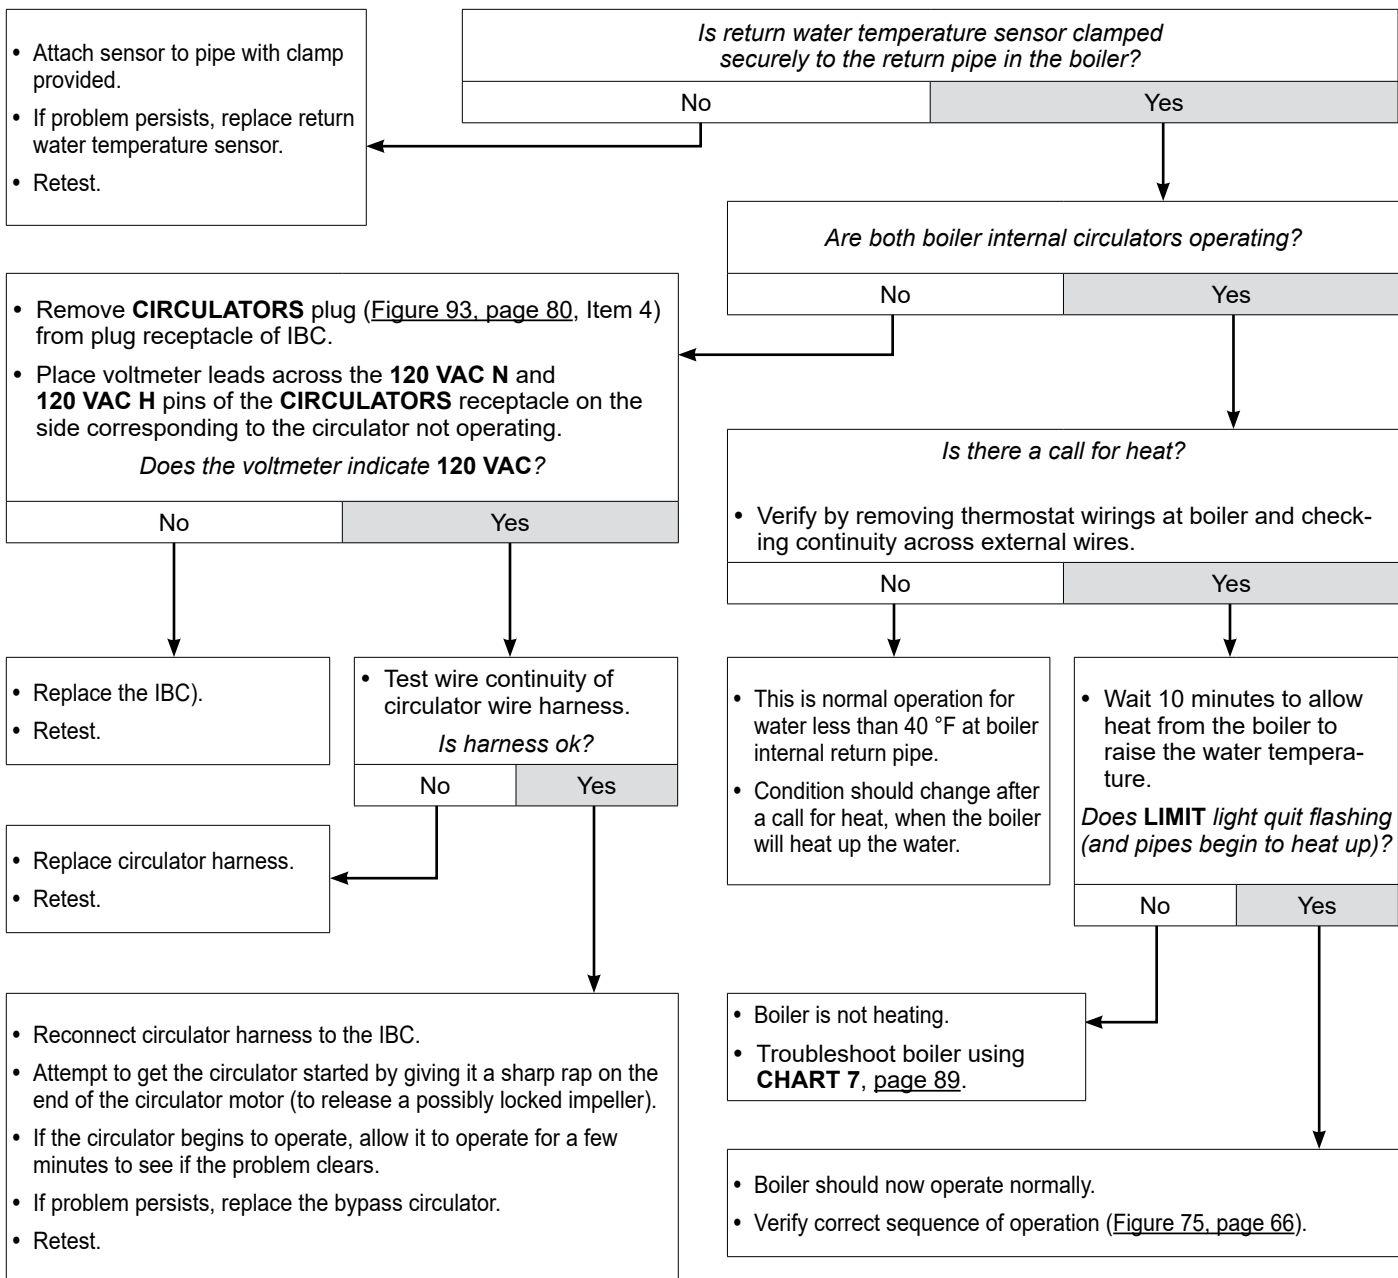 • Attach sensor to pipe with clamp
provided.
• If problem persists, replace return
water temperature sensor.
• Retest.
Is return water temperature sensor clamped
securely to the return pipe in the boiler?
No
Yes
Are both boiler internal circulators operating?
No
Yes
• Remove CIRCULATORS plug (Figure 93, page 80, Item 4)
from plug receptacle of IBC.
• Place voltmeter leads across the 120 VAC N and
120 VAC H pins of the CIRCULATORS receptacle on the
side corresponding to the circulator not operating.
Does the voltmeter indicate 120 VAC?
No
Yes
Is there a call for heat?
• Verify by removing thermostat wirings at boiler and check-
ing continuity across external wires.
No
Yes
• Replace the IBC).
• Retest.
• Test wire continuity of
circulator wire harness.
Is harness ok?
No
Yes
• This is normal operation for
water less than 40 °F at boiler
internal return pipe.
• Condition should change after
a call for heat, when the boiler
will heat up the water.
• Wait 10 minutes to allow
heat from the boiler to
raise the water tempera-
ture.
Does LIMIT light quit flashing
(and pipes begin to heat up)?
No
Yes
• Replace circulator harness.
• Retest.
• Reconnect circulator harness to the IBC.
• Attempt to get the circulator started by giving it a sharp rap on the
end of the circulator motor (to release a possibly locked impeller).
• If the circulator begins to operate, allow it to operate for a few
minutes to see if the problem clears.
• If problem persists, replace the bypass circulator.
• Retest.
• Boiler is not heating.
• Troubleshoot boiler using
CHART 7, page 89.
• Boiler should now operate normally.
• Verify correct sequence of operation (Figure 75, page 66).